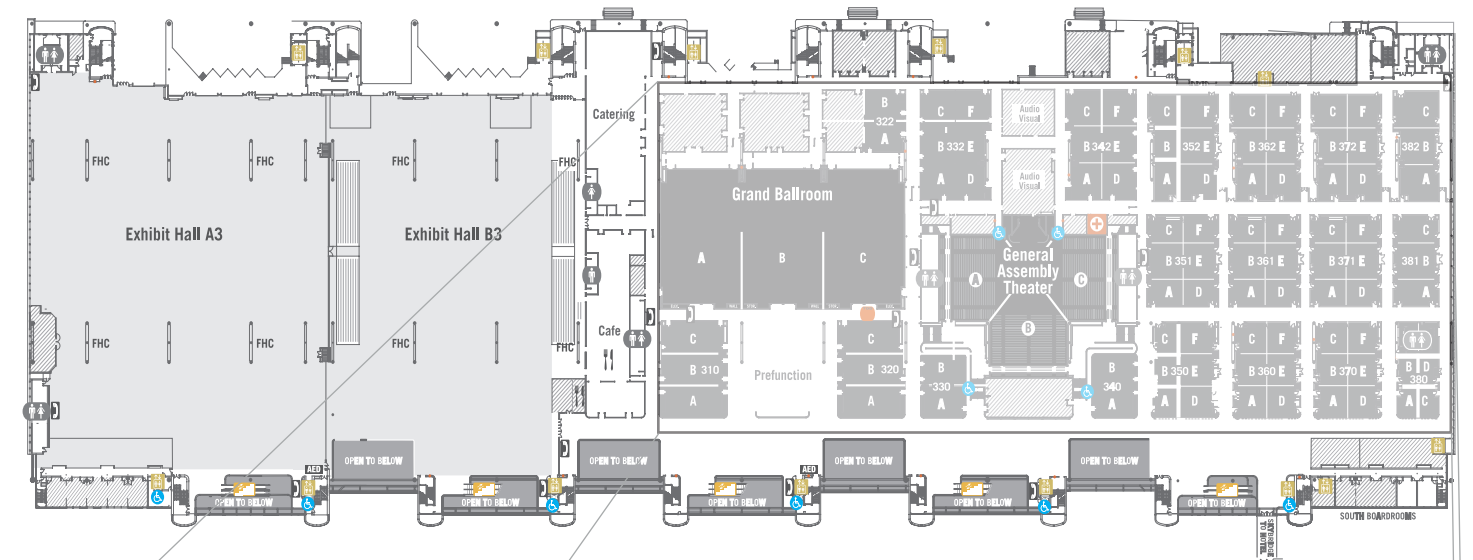 Catering
Audio
Visual
Audio
Visual
B
322
A
C F
B 332 E
A D
C F
B 342 E
A D
C F
B 352 E
A D
C F
B 362 E
A D
C F
B 372 E
A D
C
382 B
A
FHC
FHC
FHC
FHC
Exhibit Hall A3
Exhibit Hall B3
Grand Ballroom
A
B
C
General
Assembly
Theater
A
C
B
C F
B 351 E
A D
C F
B 361 E
A D
C F
B 371 E
A D
C
381 B
A
Cafe
FHC
FHC
FHC
FHC
C
B 310
A
Prefunction
C
B 320
A
B
330
A
B
340
A
C F
B 350 E
A D
C F
B 360 E
A D
C F
B 370 E
A D
B D
380
A C
OPEN TO BELOW
OPEN TO BELOW
OPEN TO BELOW
OPEN TO BELOW
AED
AED
OPEN TO BELOW
OPEN TO BELOW
OPEN TO BELOW
OPEN TO BELOW
OPEN TO BELOW
SKYBRIDGE
TO HOTEL
SOUTH BOARDROOMS